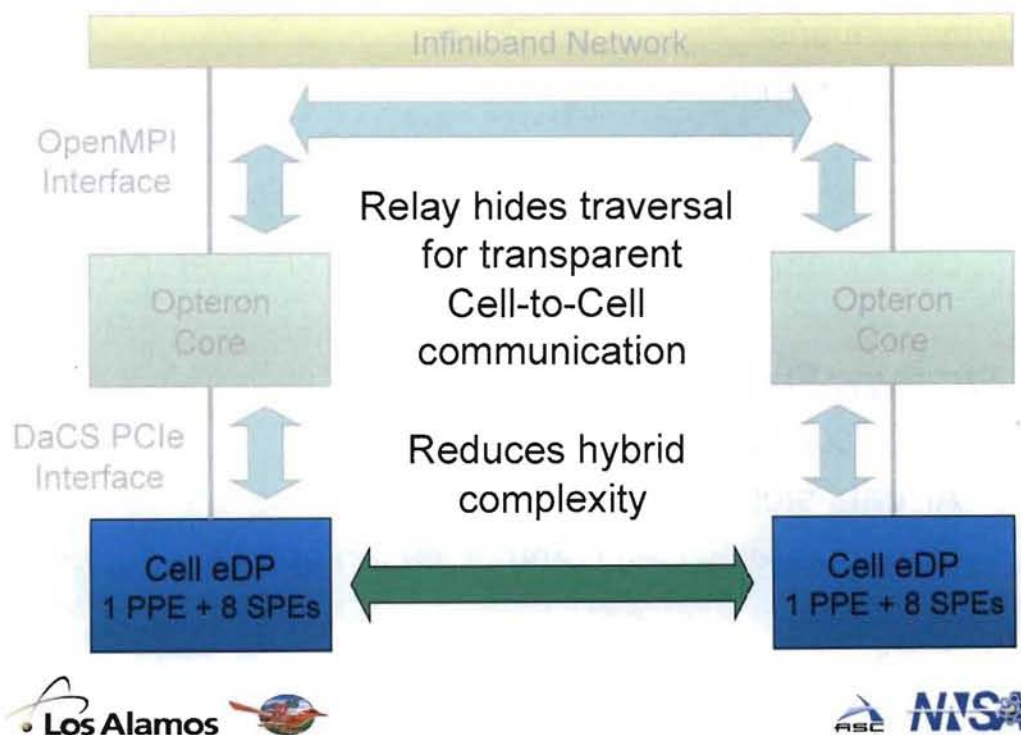 Infiniband Network
OpenMPI
Interface
Relay hides traversal
for transparent
Cell-to-Cell
communication
Opteron
Core
Opteron
Core
DaCS PCIe
Interface
Reduces hybrid
complexity
Cell eDP
1 PPE + 8 SPEs
Cell eDP
1 PPE + 8 SPEs
Los Alamos
ASC